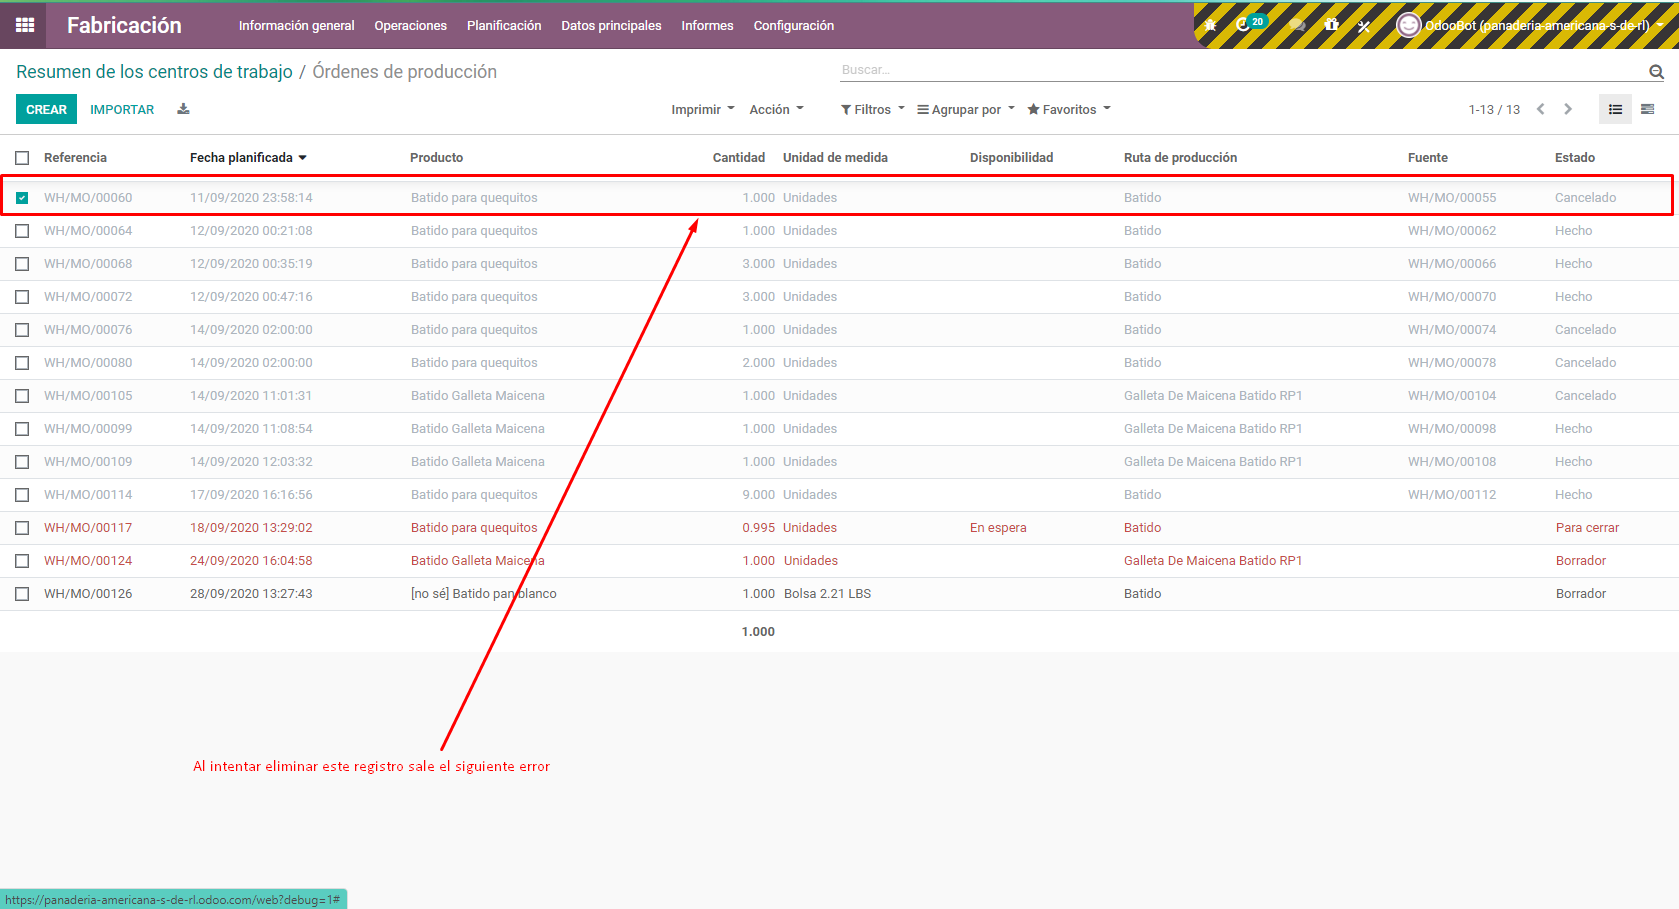 Fabricación Información general Operaciones Planificación Datos principales Informes Configuración 20 OdooBot (panaderia-americana-s-de-rl)
Resumen de los centros de trabajo / Órdenes de producción Buscar...
CREAR IMPORTAR Imprimir Acción Filtros Agrupar por Favoritos 1-13 / 13
Referencia Fecha planificada Producto Cantidad Unidad de medida Disponibilidad Ruta de producción Fuente Estado
WH/MO/00060 11/09/2020 23:58:14 Batido para quequitos 1.000 Unidades Batido WH/MO/00055 Cancelado
WH/MO/00064 12/09/2020 00:21:08 Batido para quequitos 1.000 Unidades Batido WH/MO/00062 Hecho
WH/MO/00068 12/09/2020 00:35:19 Batido para quequitos 3.000 Unidades Batido WH/MO/00066 Hecho
WH/MO/00072 12/09/2020 00:47:16 Batido para quequitos 3.000 Unidades Batido WH/MO/00070 Hecho
WH/MO/00076 14/09/2020 02:00:00 Batido para quequitos 1.000 Unidades Batido WH/MO/00074 Cancelado
WH/MO/00080 14/09/2020 02:00:00 Batido para quequitos 2.000 Unidades Batido WH/MO/00078 Cancelado
WH/MO/00105 14/09/2020 11:01:31 Batido Galleta Maicena 1.000 Unidades Galleta De Maicena Batido RP1 WH/MO/00104 Cancelado
WH/MO/00099 14/09/2020 11:08:54 Batido Galleta Maicena 1.000 Unidades Galleta De Maicena Batido RP1 WH/MO/00098 Hecho
WH/MO/00109 14/09/2020 12:03:32 Batido Galleta Maicena 1.000 Unidades Galleta De Maicena Batido RP1 WH/MO/00108 Hecho
WH/MO/00114 17/09/2020 16:16:56 Batido para quequitos 9.000 Unidades Batido WH/MO/00112 Hecho
WH/MO/00117 18/09/2020 13:29:02 Batido para quequitos 0.995 Unidades En espera Batido Para cerrar
WH/MO/00124 24/09/2020 16:04:58 Batido Galleta Maicena 1.000 Unidades Galleta De Maicena Batido RP1 Borrador
WH/MO/00126 28/09/2020 13:27:43 [no sé] Batido pan blanco 1.000 Bolsa 2.21 LBS Batido Borrador
1.000
Al intentar eliminar este registro sale el siguiente error
https://panaderia-americana-s-de-rl.odoo.com/web?debug=1#